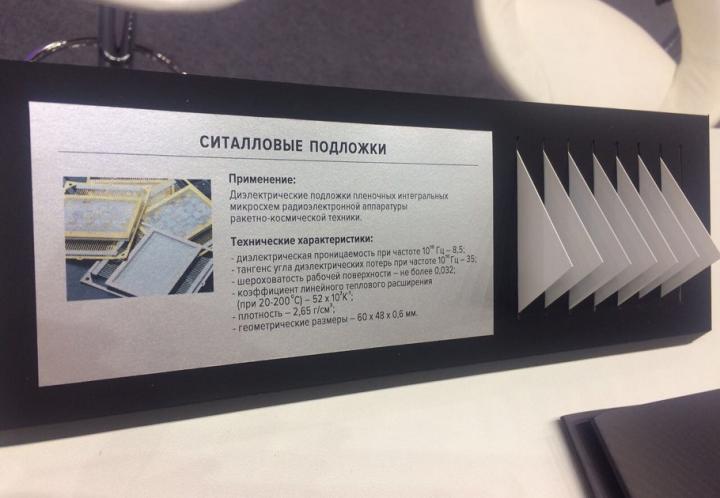 СИТАЛЛОВЫЕ ПОДЛОЖКИ
Применение:
Диэлектрические подложки пленочных интегральных
микросхем радиоэлектронной аппаратуры
ракетно-космической техники.
Технические характеристики:
- диэлектрическая проницаемость при частоте 10¹⁰ Гц – 8,5;
- тангенс угла диэлектрических потерь при частоте 10¹⁰ Гц – 35;
- шероховатость рабочей поверхности – не более 0,032;
- коэффициент линейного теплового расширения
(при 20-200 °С) – 52 х
- плотность – 2,65 г/см³;
- геометрические размеры – 60 х 48 х 0,6 мм.